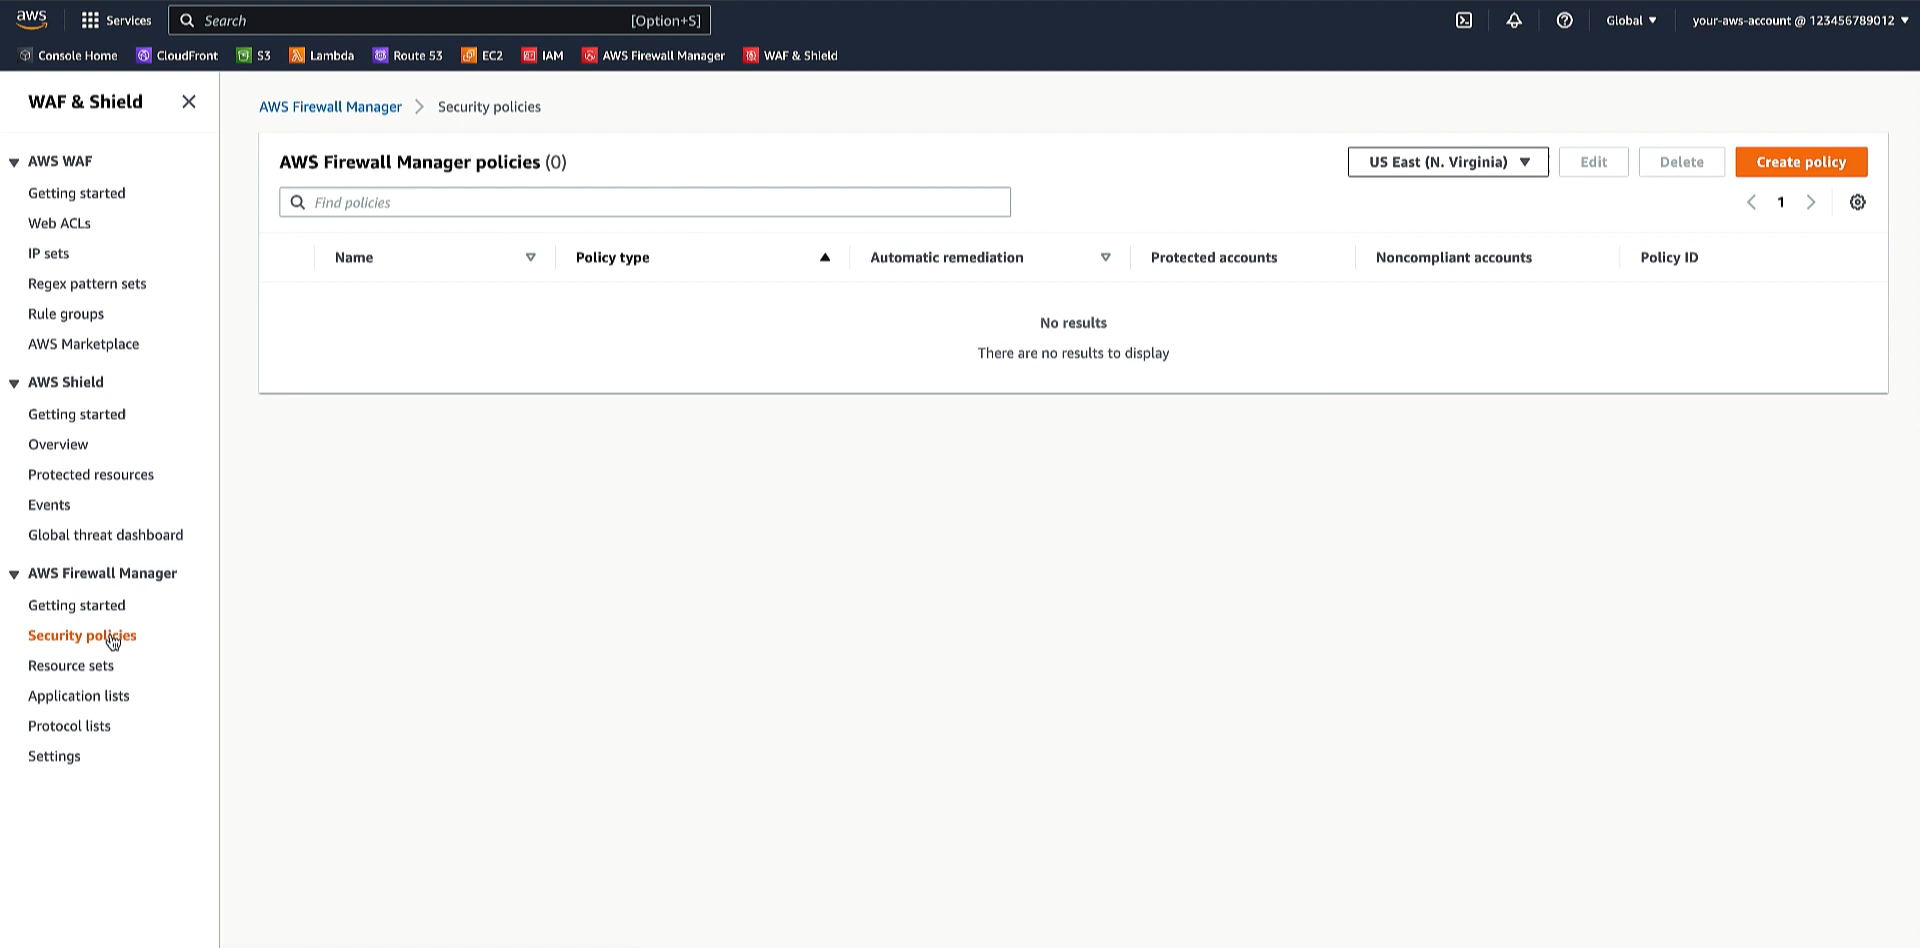 aws
Services
Search
[Option+S]
Global
your-aws-account @ 123456789012
Console Home
CloudFront
S3
Lambda
Route 53
EC2
IAM
AWS Firewall Manager
WAF & Shield
WAF & Shield
AWS WAF
Getting started
Web ACLs
IP sets
Regex pattern sets
Rule groups
AWS Marketplace
AWS Shield
Getting started
Overview
Protected resources
Events
Global threat dashboard
AWS Firewall Manager
Getting started
Security policies
Resource sets
Application lists
Protocol lists
Settings
AWS Firewall Manager
Security policies
AWS Firewall Manager policies (0)
US East (N. Virginia)
Edit
Delete
Create policy
Find policies
1
Name
Policy type
Automatic remediation
Protected accounts
Noncompliant accounts
Policy ID
No results
There are no results to display